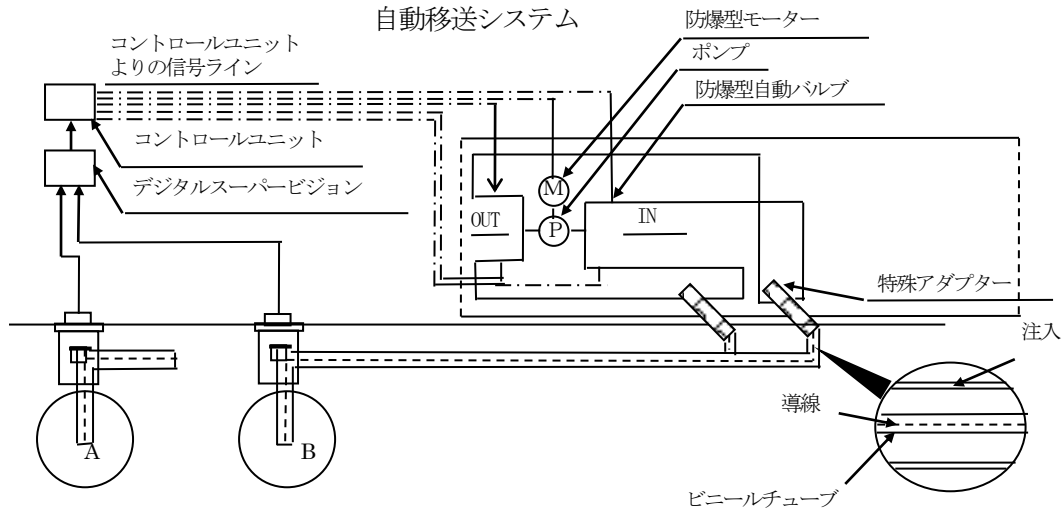 自動移送システム
防爆型モーター
コントロールユニット
よりの信号ライン
ポンプ
防爆型自動バルブ
コントロールユニット
デジタルスーパービジョン
M
OUT
P
IN
特殊アダプター
注入
導線
A
B
ビニールチューブ